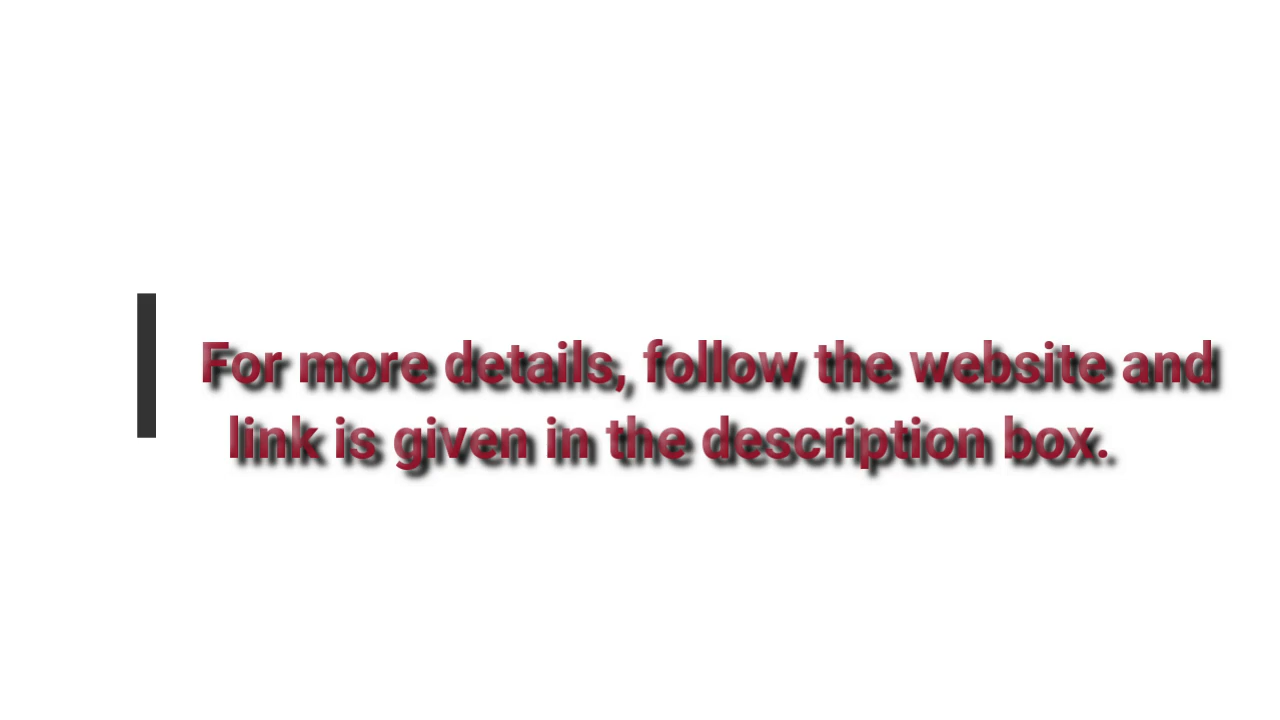 For more details, follow the website and
link is given in the description box.